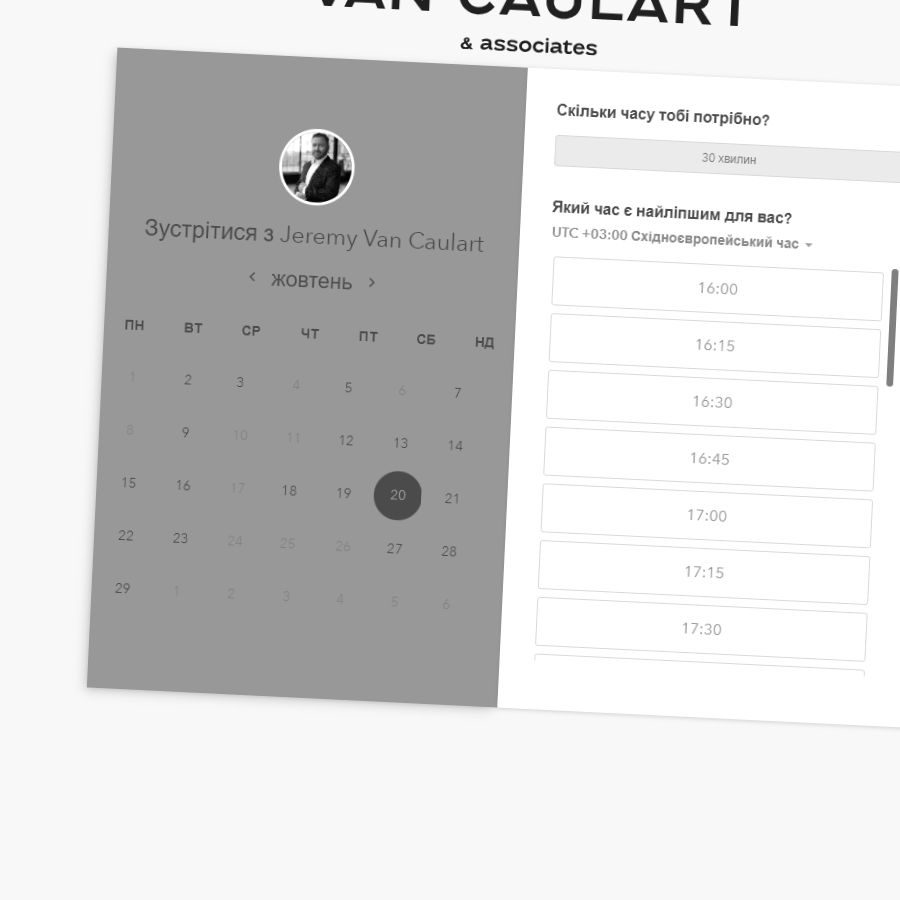 VAN CAULART
& associates
Зустрітися з Jeremy Van Caulart
жовтень
ПН ВТ СР ЧТ ПТ СБ НД
1 2 3 4 5 6 7
8 9 10 11 12 13 14
15 16 17 18 19 20 21
22 23 24 25 26 27 28
29 1 2 3 4 5 6
Скільки часу тобі потрібно?
30 хвилин
Який час є найліпшим для вас?
UTC +03:00 Східноєвропейський час
16:00
16:15
16:30
16:45
17:00
17:15
17:30